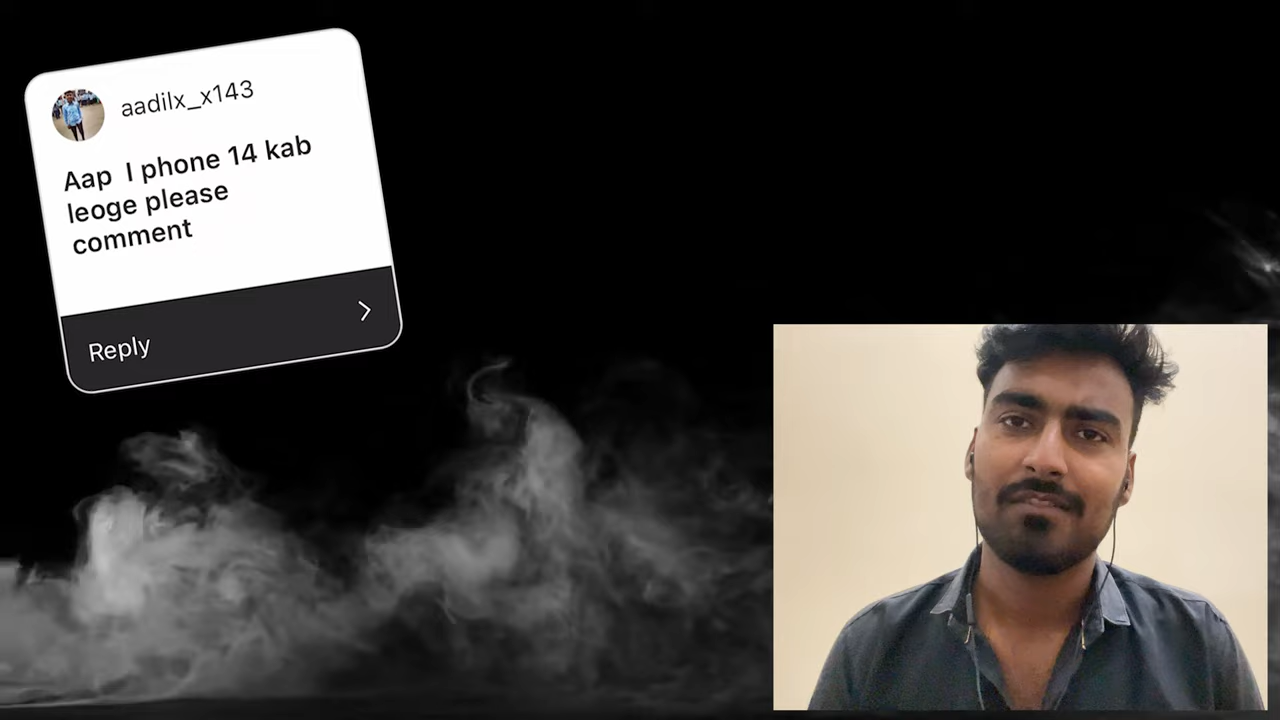 aadilx_x143
Aap I phone 14 kab
leoge please
comment
Reply